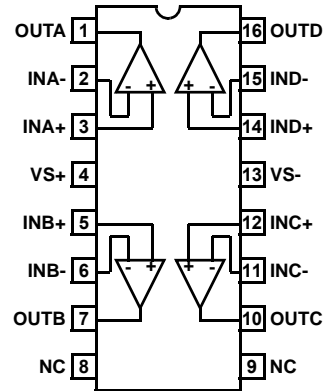 OUTA 1 16 OUTD
INA- 2 - + + - 15 IND-
INA+ 3 14 IND+
VS+ 4 13 VS-
INB+ 5 12 INC+
INB- 6 - + + - 11 INC-
OUTB 7 10 OUTC
NC 8 9 NC